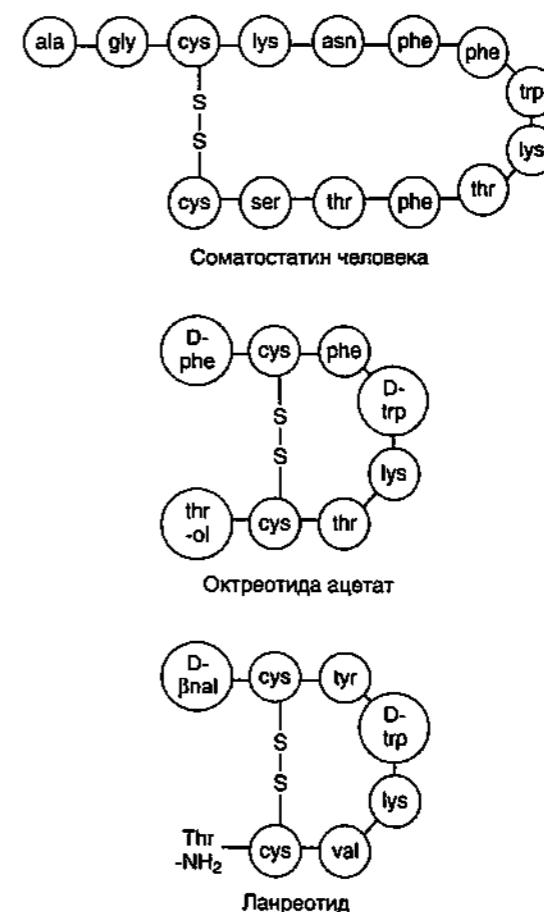 ala gly cys lys asn phe phe
trp
lys
S
S
cys ser thr phe thr
Соматостатин человека
D-
phe cys phe
D-
trp
S
S
lys
thr
-ol cys thr
Октреотида ацетат
D-
βnal cys tyr
D-
trp
S
S
lys
Thr
-NH₂ cys val
Ланреотид